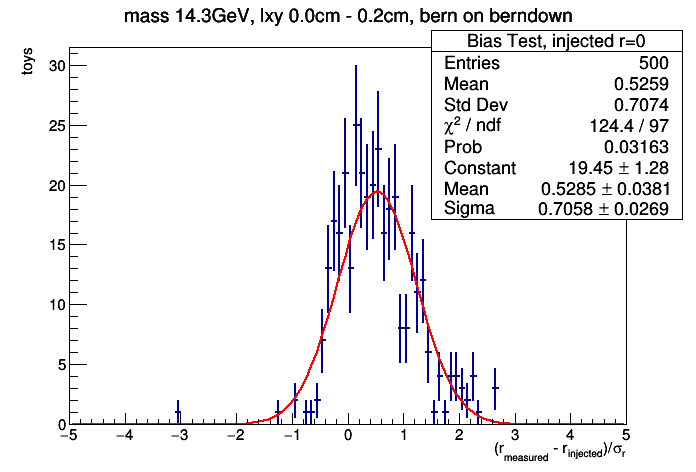 mass 14.3GeV, lxy 0.0cm - 0.2cm, bern on berndown
Bias Test, injected r=0
Entries 500
Mean 0.5259
Std Dev 0.7074
χ² / ndf 124.4 / 97
Prob 0.03163
Constant 19.45 ± 1.28
Mean 0.5285 ± 0.0381
Sigma 0.7058 ± 0.0269
toys
30
25
20
15
10
5
0
−5 −4 −3 −2 −1 0 1 2 3 4 5
(r_measured - r_injected)/σ_r